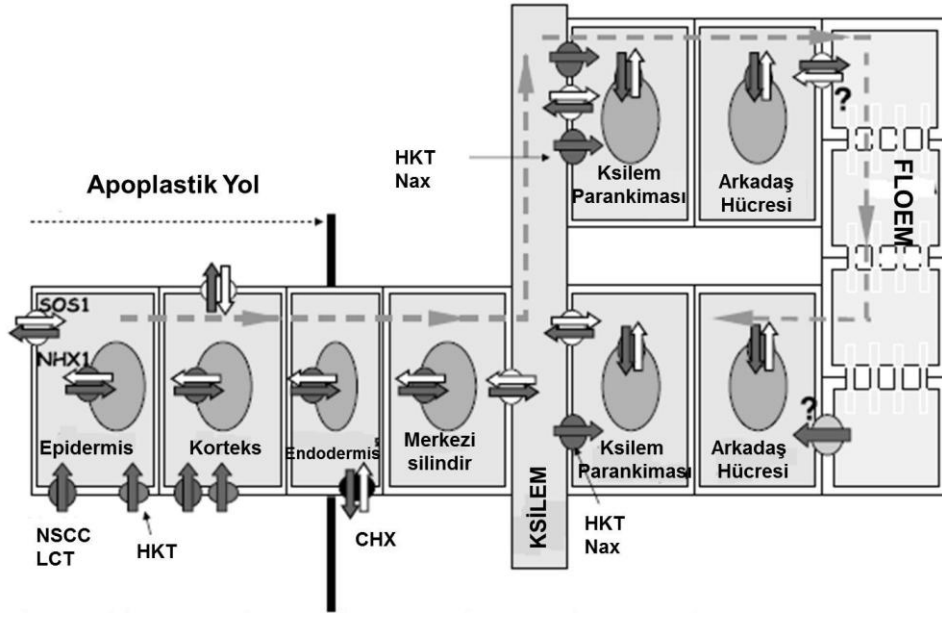 HKT
Nax
Apoplastik Yol
Ksilem
Parankiması
Arkadaş
Hücresi
?
FLOEM
SOS1
NHX1
Epidermis
Korteks
Endodermis
Merkezi
silindir
KSİLEM
Ksilem
Parankiması
Arkadaş
Hücresi
?
NSCC
LCT
HKT
CHX
HKT
Nax